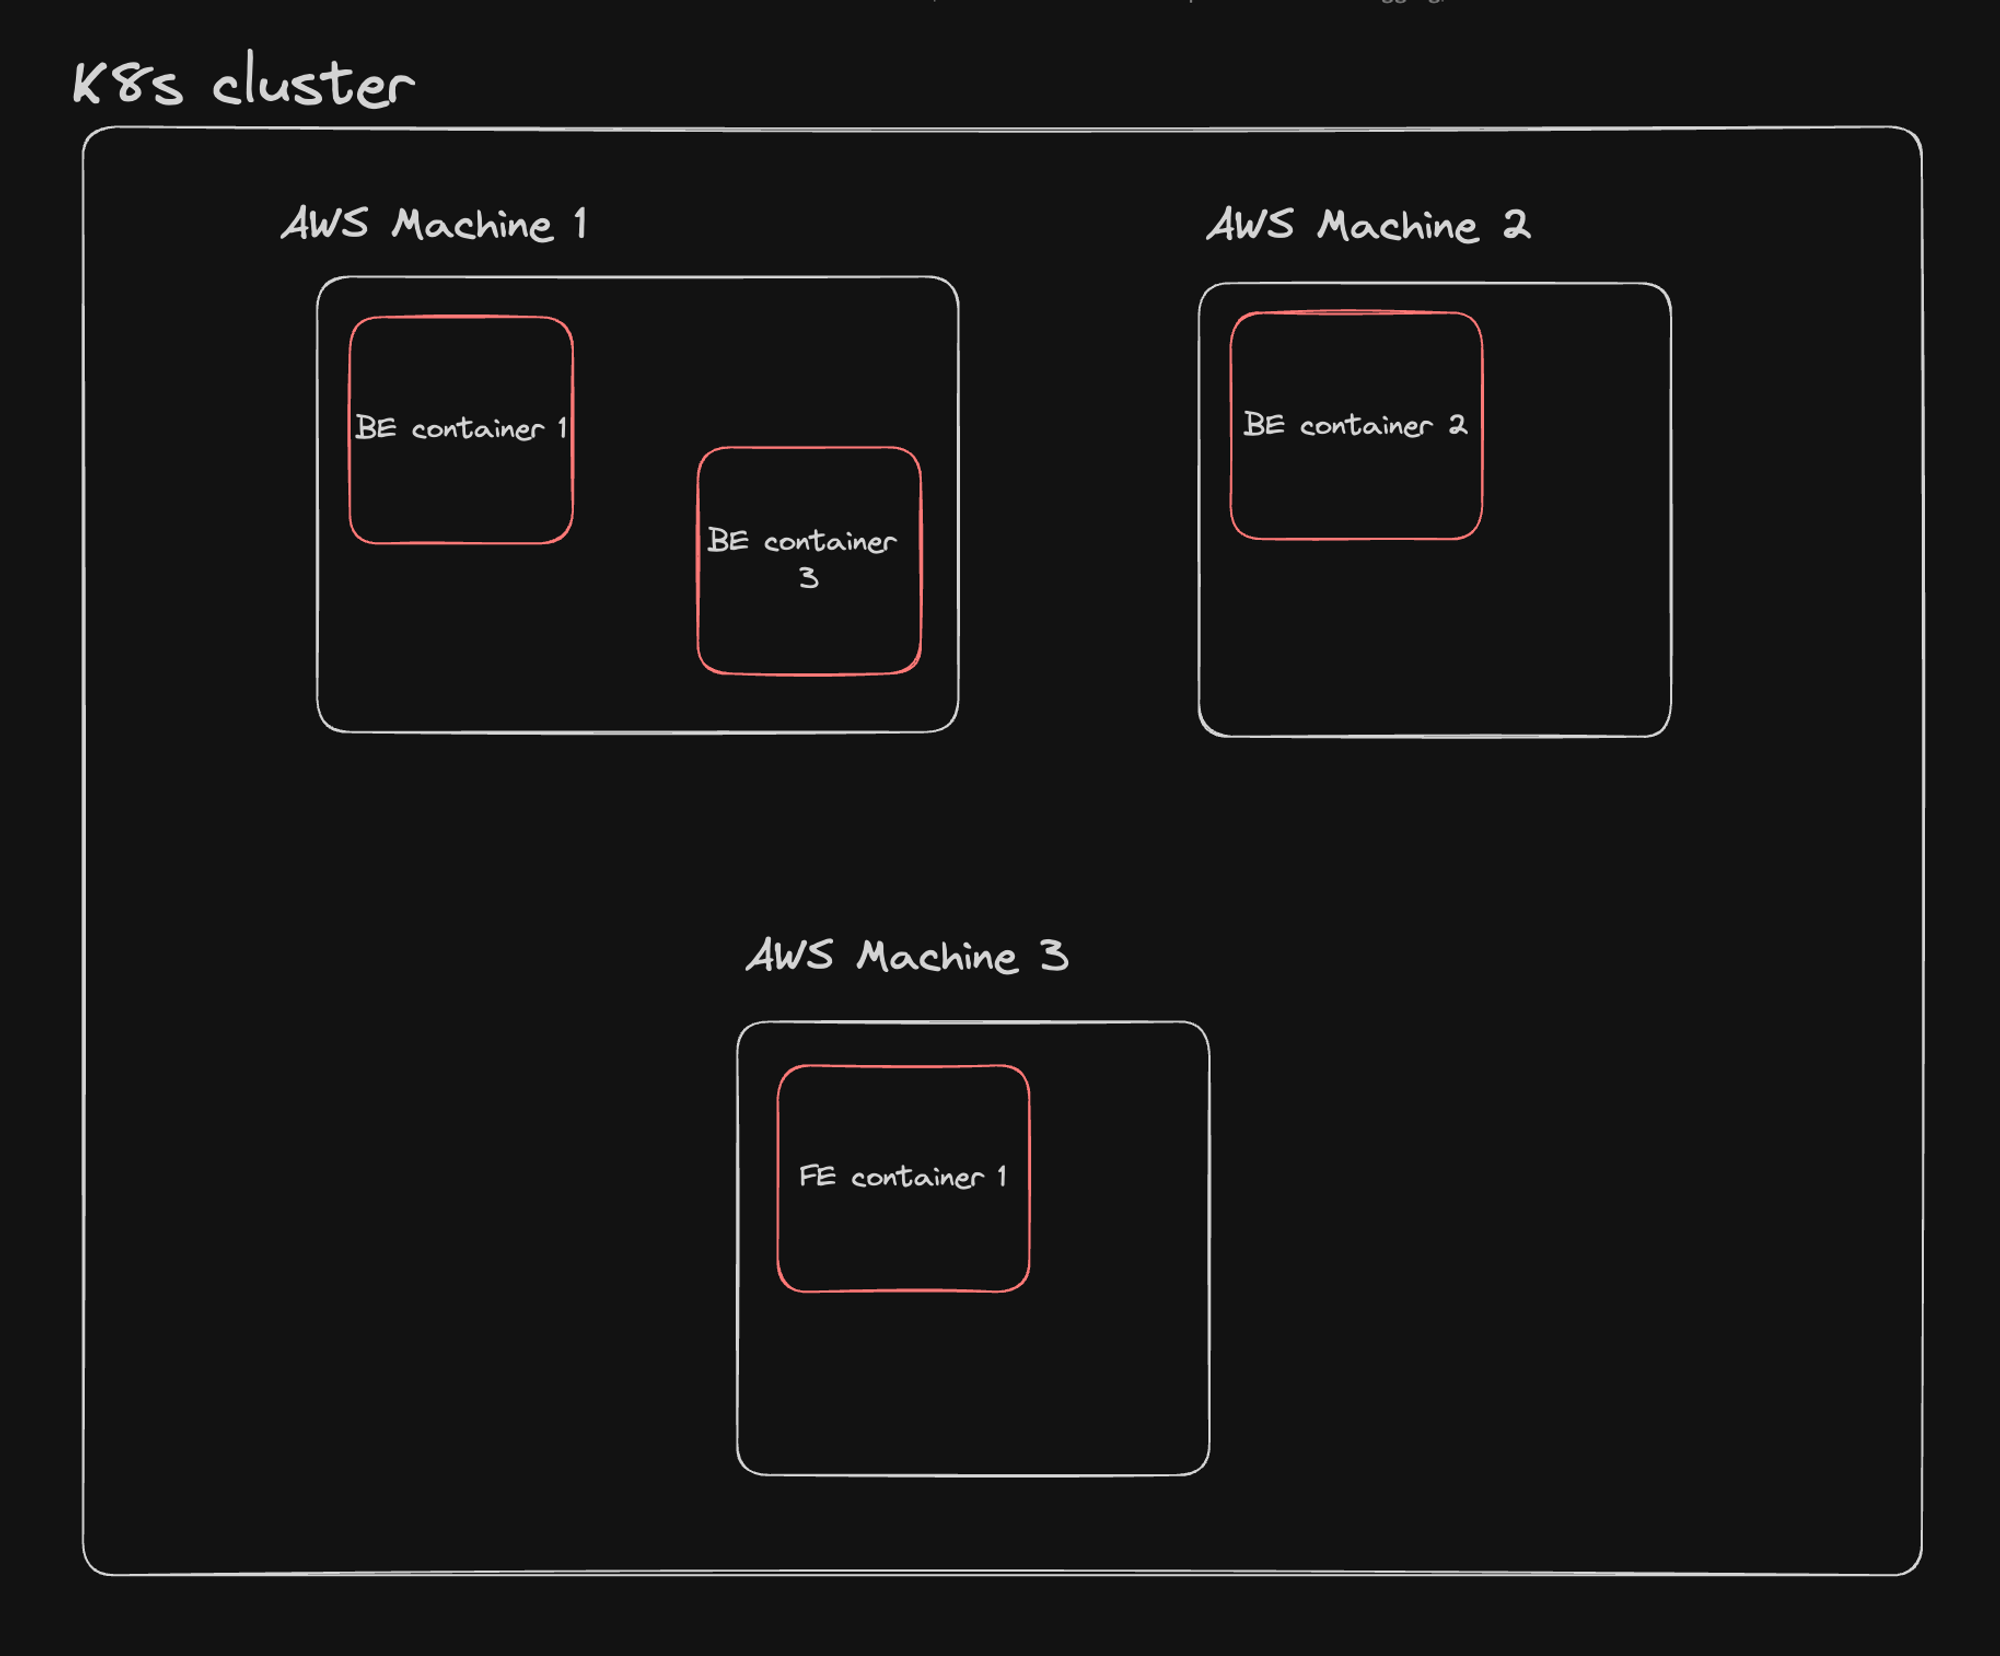 K8s cluster
AWS Machine 1
AWS Machine 2
BE container 1
BE container
3
BE container 2
AWS Machine 3
FE container 1